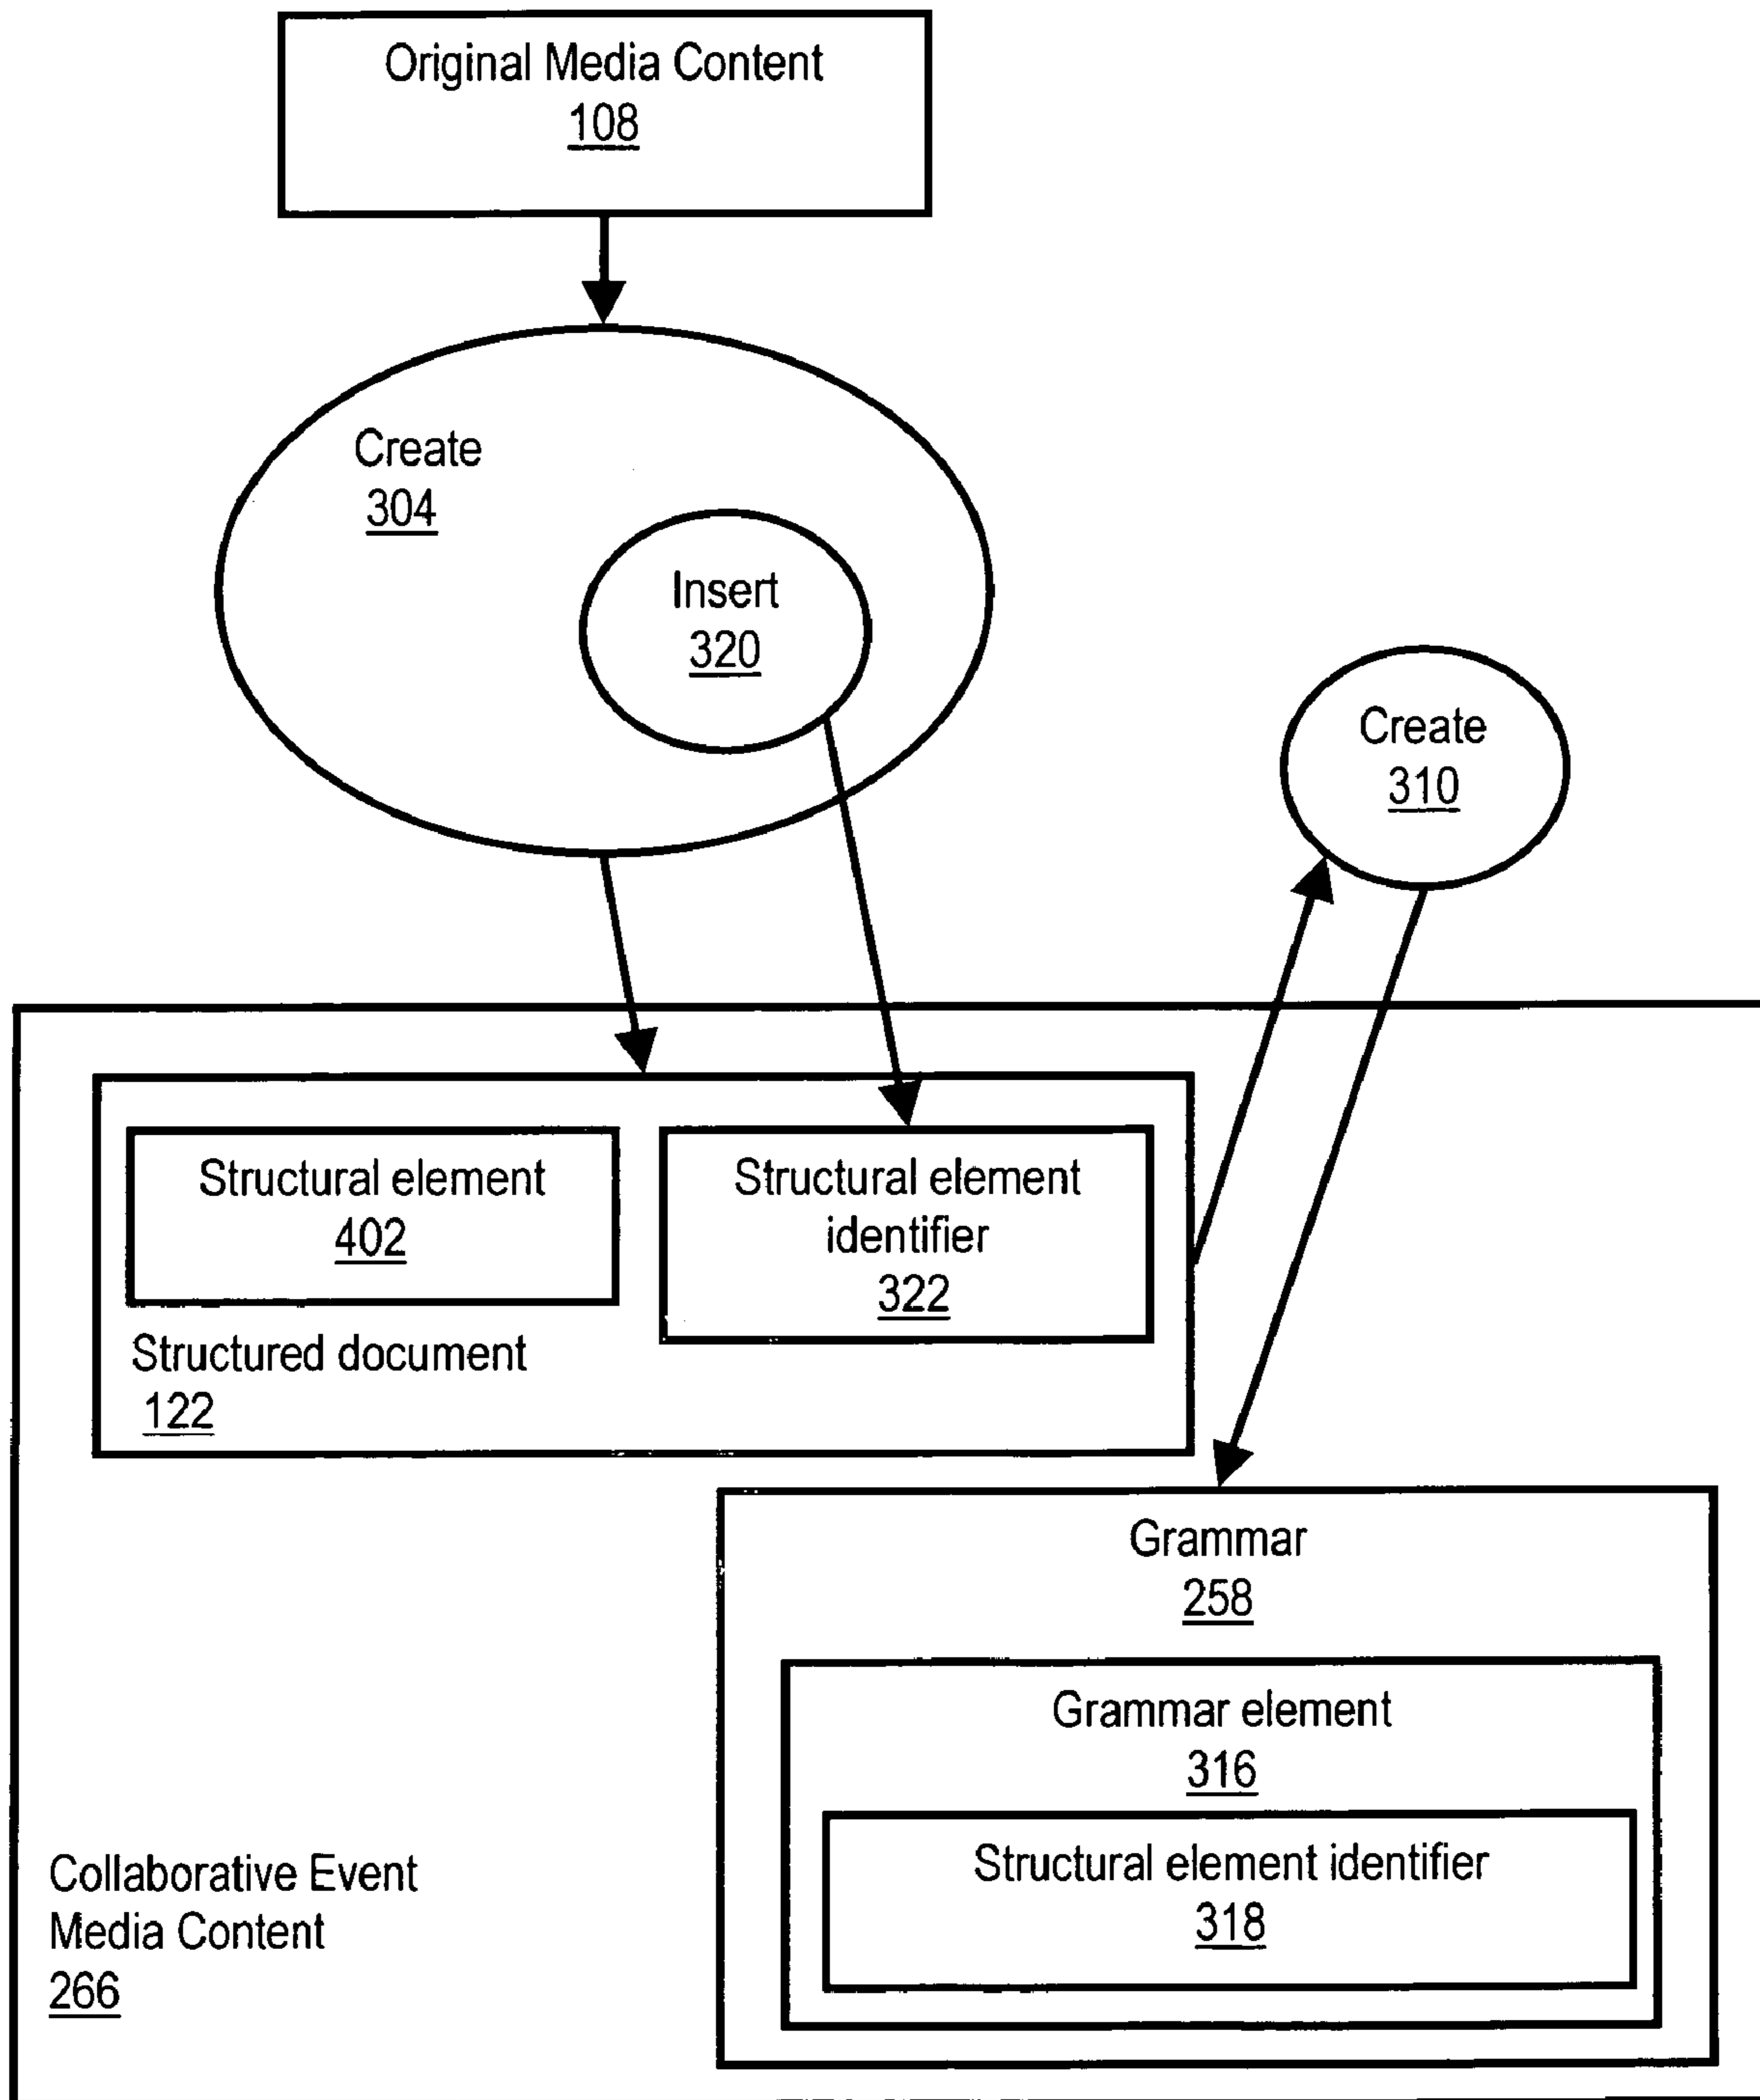 Original Media Content
108
Create
304
Insert
320
Create
310
Structural element
402
Structural element
identifier
322
Structured document
122
Grammar
258
Grammar element
316
Structural element identifier
318
Collaborative Event
Media Content
266